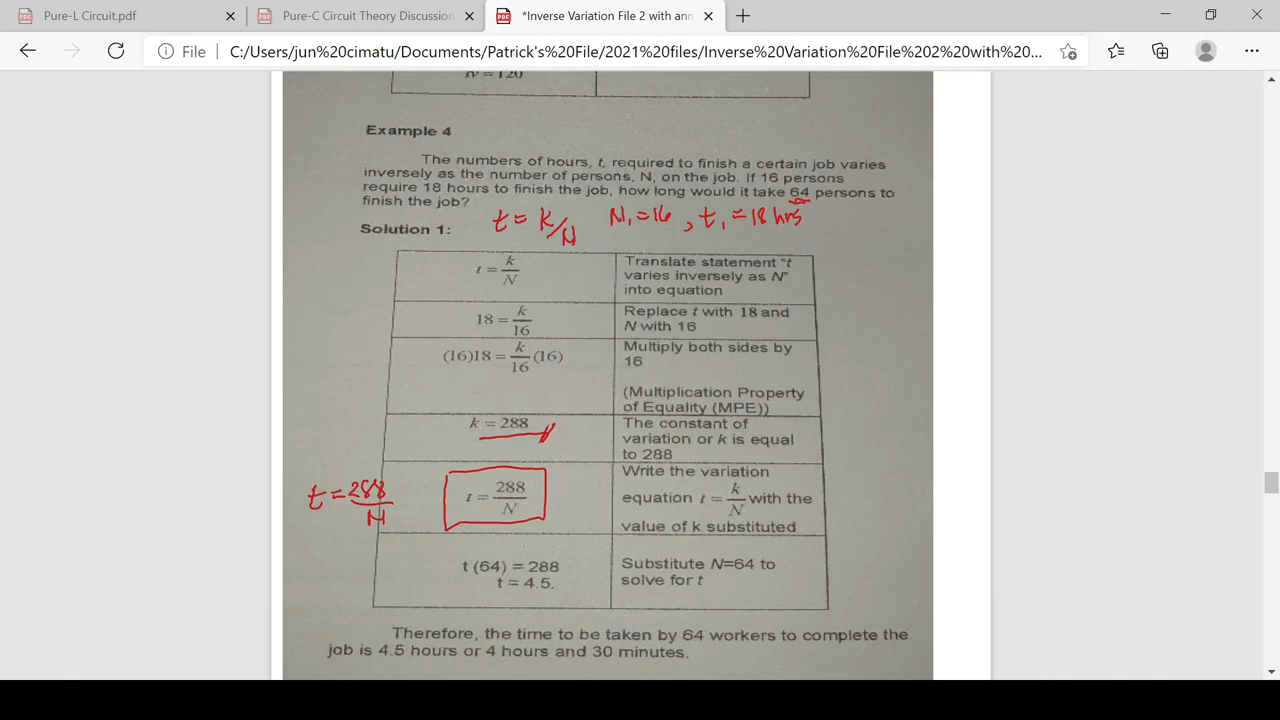 Pure-L Circuit.pdf
Pure-C Circuit Theory Discussion
*Inverse Variation File 2 with ann
File
C:/Users/jun%20cimatu/Documents/Patrick's%20File/2021%20files/Inverse%20Variation%20File%202%20with%20...
N = 120
Example 4
The numbers of hours, t, required to finish a certain job varies
inversely as the number of persons, N, on the job. If 16 persons
require 18 hours to finish the job, how long would it take 64 persons to
finish the job?
t = k/N N₁=16, t₁ = 18 hrs
Solution 1:
t = k/N
Translate statement "t
varies inversely as N"
into equation
18 = k/16
Replace t with 18 and
N with 16
(16)18 = k/16 (16)
Multiply both sides by
16
(Multiplication Property
of Equality (MPE))
k = 288
The constant of
variation or k is equal
to 288
t = 288/N
t = 288/N
Write the variation
equation t = k/N with the
value of k substituted
t (64) = 288
t = 4.5.
Substitute N=64 to
solve for t
Therefore, the time to be taken by 64 workers to complete the
job is 4.5 hours or 4 hours and 30 minutes.